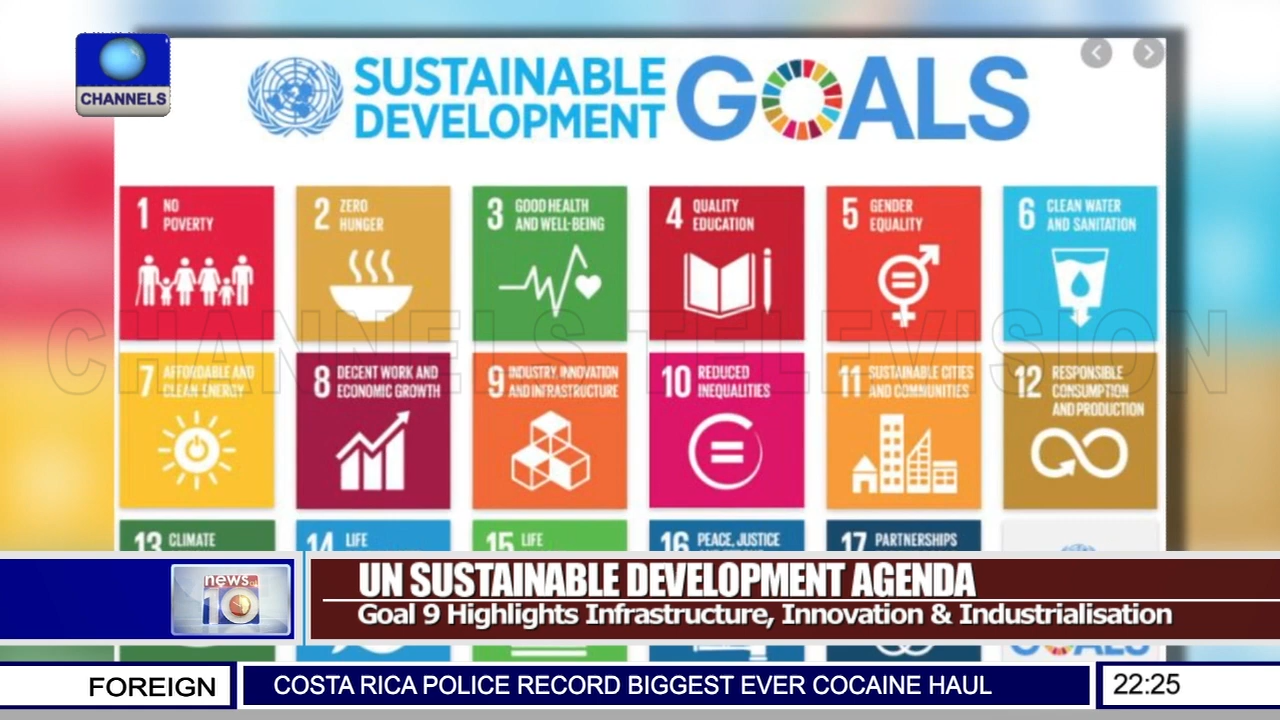 CHANNELS
SUSTAINABLE
DEVELOPMENT
GOALS
1 NO
POVERTY
2 ZERO
HUNGER
3 GOOD HEALTH
AND WELL-BEING
4 QUALITY
EDUCATION
5 GENDER
EQUALITY
6 CLEAN WATER
AND SANITATION
CHANNELS TELEVISION
7 AFFORDABLE AND
CLEAN ENERGY
8 DECENT WORK AND
ECONOMIC GROWTH
9 INDUSTRY, INNOVATION
AND INFRASTRUCTURE
10 REDUCED
INEQUALITIES
11 SUSTAINABLE CITIES
AND COMMUNITIES
12 RESPONSIBLE
CONSUMPTION
AND PRODUCTION
13 CLIMATE
14 LIFE
15 LIFE
16 PEACE, JUSTICE
17 PARTNERSHIPS
news at
10
UN SUSTAINABLE DEVELOPMENT AGENDA
Goal 9 Highlights Infrastructure, Innovation & Industrialisation
GOALS
FOREIGN
COSTA RICA POLICE RECORD BIGGEST EVER COCAINE HAUL
22:25